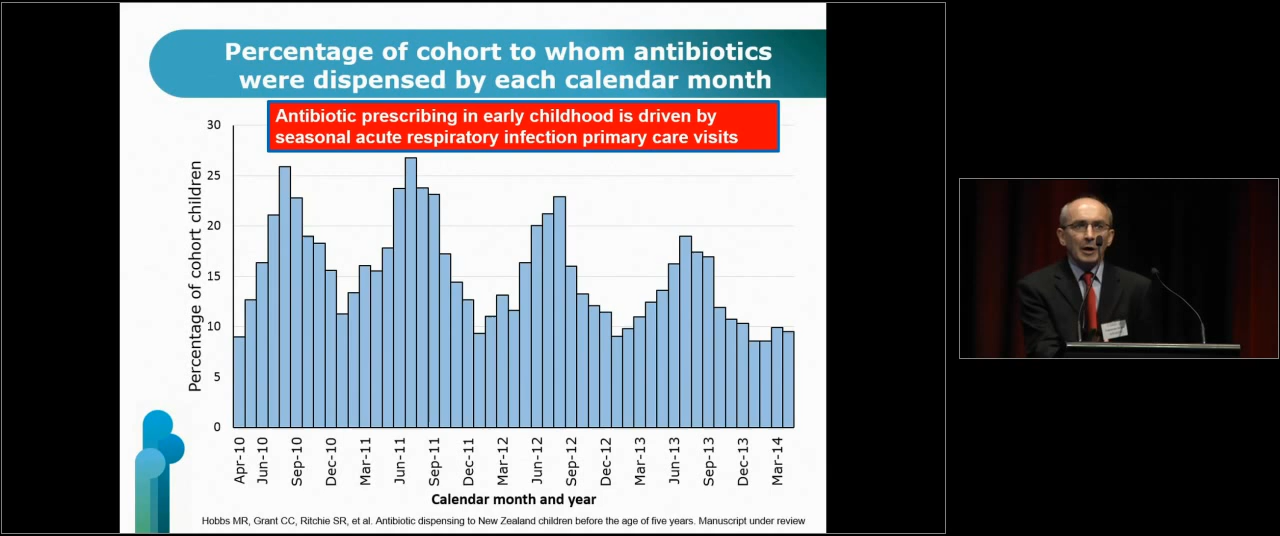 Percentage of cohort to whom antibiotics
were dispensed by each calendar month
Antibiotic prescribing in early childhood is driven by
seasonal acute respiratory infection primary care visits
Percentage of cohort children
30
25
20
15
10
5
0
Apr-10
Jun-10
Sep-10
Dec-10
Mar-11
Jun-11
Sep-11
Dec-11
Mar-12
Jun-12
Sep-12
Dec-12
Mar-13
Jun-13
Sep-13
Dec-13
Mar-14
Calendar month and year
Hobbs MR, Grant CC, Ritchie SR, et al. Antibiotic dispensing to New Zealand children before the age of five years. Manuscript under review